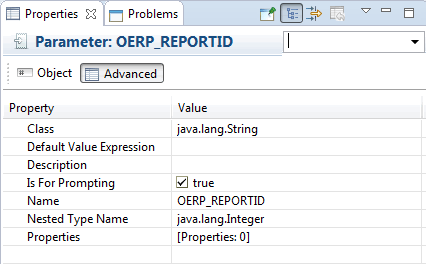 Properties Problems
Parameter: OERP_REPORTID
Object Advanced
Property Value
Class java.lang.String
Default Value Expression
Description
Is For Prompting true
Name OERP_REPORTID
Nested Type Name java.lang.Integer
Properties [Properties: 0]